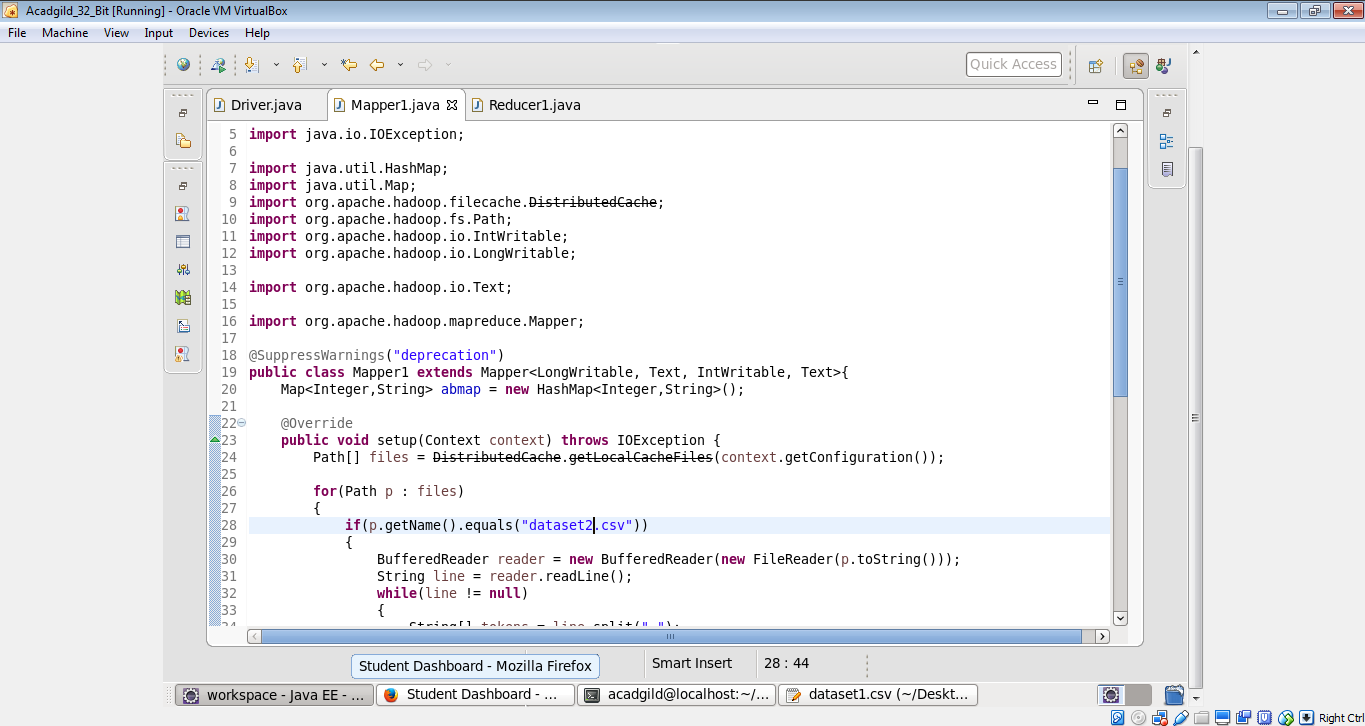 Acadgild_32_Bit [Running] - Oracle VM VirtualBox
File Machine View Input Devices Help
Quick Access
Driver.java Mapper1.java Reducer1.java
5 import java.io.IOException;
6
7 import java.util.HashMap;
8 import java.util.Map;
9 import org.apache.hadoop.filecache.DistributedCache;
10 import org.apache.hadoop.fs.Path;
11 import org.apache.hadoop.io.IntWritable;
12 import org.apache.hadoop.io.LongWritable;
13
14 import org.apache.hadoop.io.Text;
15
16 import org.apache.hadoop.mapreduce.Mapper;
17
18 @SuppressWarnings("deprecation")
19 public class Mapper1 extends Mapper<LongWritable, Text, IntWritable, Text>{
20 Map<Integer,String> abmap = new HashMap<Integer,String>();
21
22 @Override
23 public void setup(Context context) throws IOException {
24 Path[] files = DistributedCache.getLocalCacheFiles(context.getConfiguration());
25
26 for(Path p : files)
27 {
28 if(p.getName().equals("dataset2.csv"))
29 {
30 BufferedReader reader = new BufferedReader(new FileReader(p.toString()));
31 String line = reader.readLine();
32 while(line != null)
33 {
34 String[] tokens = line.split(
Student Dashboard - Mozilla Firefox Smart Insert 28 : 44
workspace - Java EE - ... Student Dashboard - ... acadgild@localhost:~/... dataset1.csv (~/Deskt...
Right Ctrl